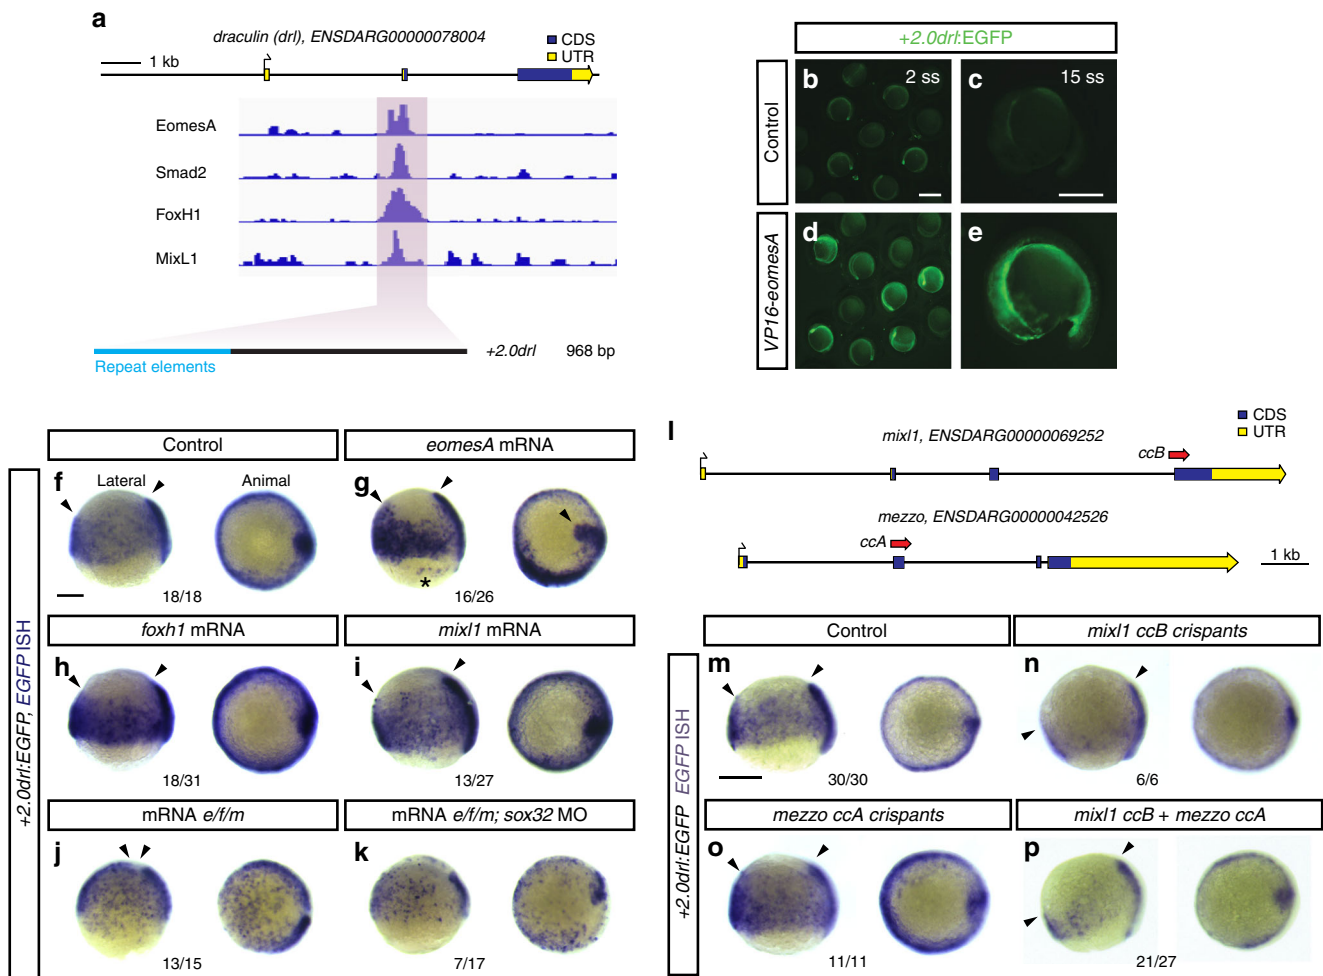 a
draculin (drl), ENSDARG00000078004
CDS
UTR
1 kb
EomesA
Smad2
FoxH1
MixL1
+2.0drl
968 bp
Repeat elements
+2.0drl:EGFP
b
2 ss
c
15 ss
Control
d
e
VP16-eomesA
Control
eomesA mRNA
f
Lateral
Animal
g
*
18/18
16/26
foxh1 mRNA
mixl1 mRNA
h
i
18/31
13/27
mRNA e/f/m
mRNA e/f/m; sox32 MO
j
k
13/15
7/17
+2.0drl:EGFP, EGFP ISH
l
CDS
UTR
mixl1, ENSDARG00000069252
ccB
mezzo, ENSDARG00000042526
ccA
1 kb
Control
mixl1 ccB crispants
m
n
30/30
6/6
mezzo ccA crispants
mixl1 ccB + mezzo ccA
o
p
11/11
21/27
+2.0drl:EGFP EGFP ISH